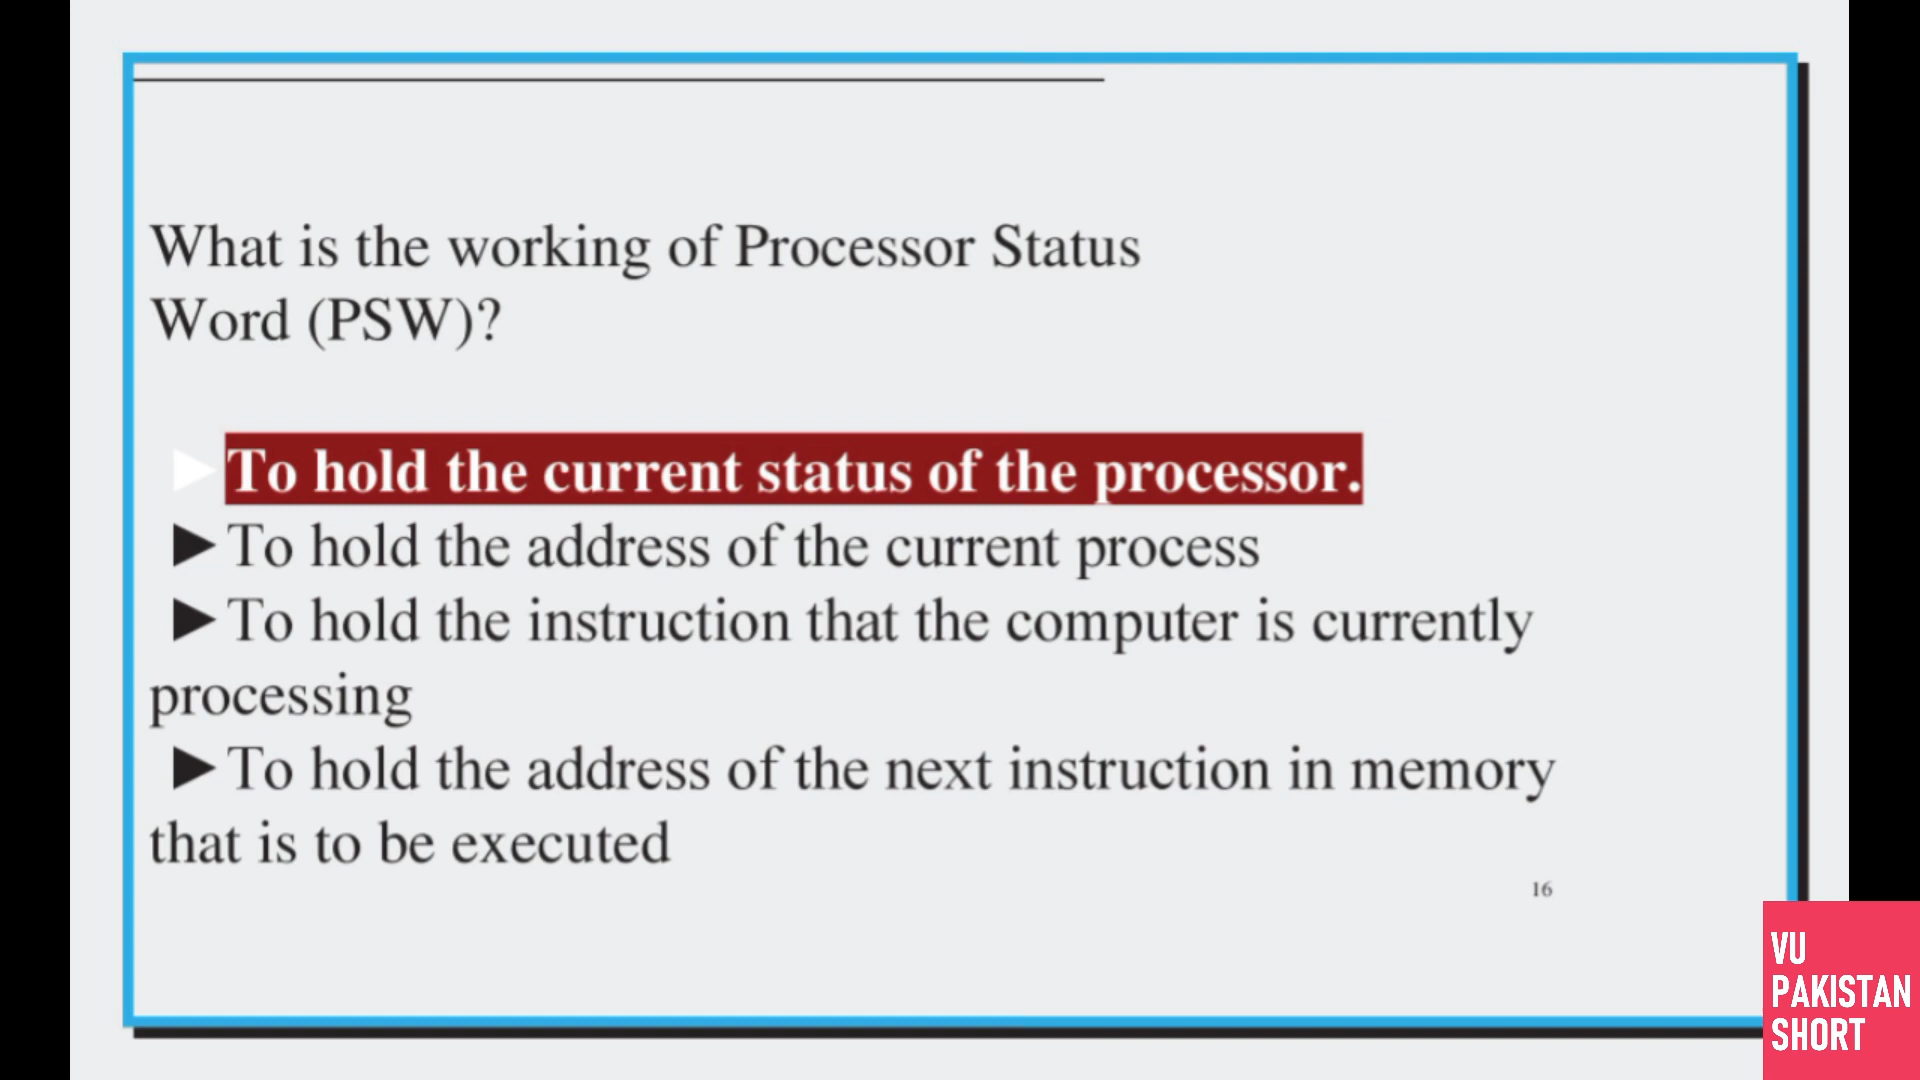 What is the working of Processor Status
Word (PSW)?
►To hold the current status of the processor.
►To hold the address of the current process
►To hold the instruction that the computer is currently
processing
►To hold the address of the next instruction in memory
that is to be executed
16
VU
PAKISTAN
SHORT